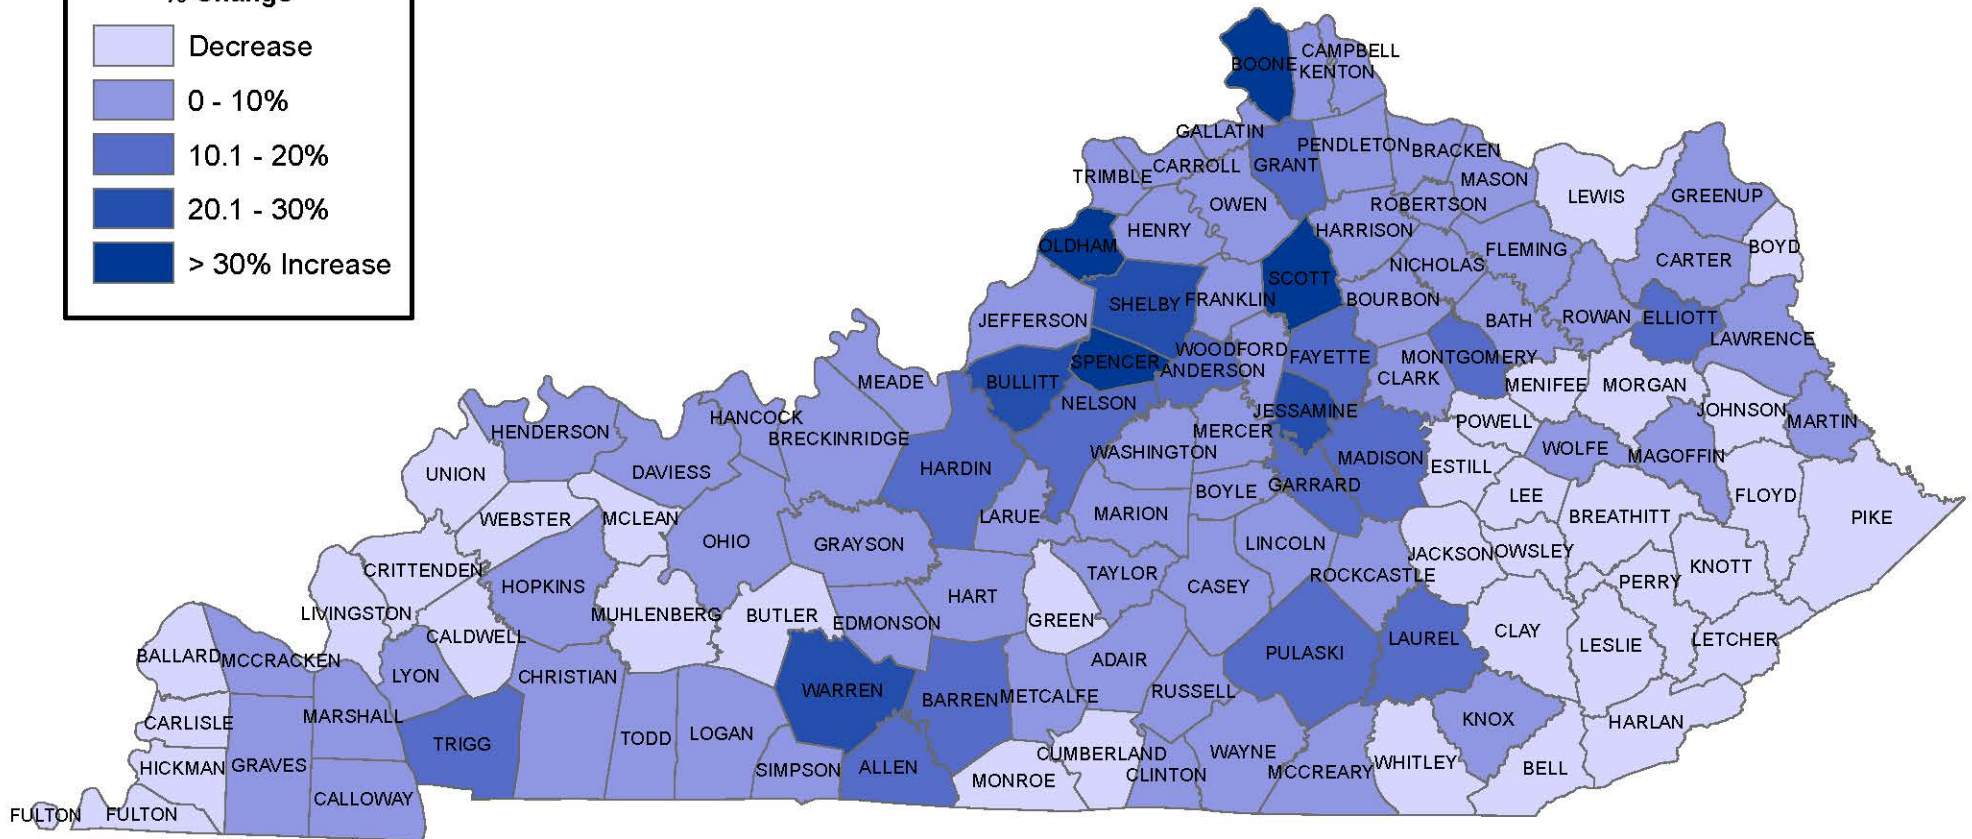 % Change
Decrease
0 - 10%
10.1 - 20%
20.1 - 30%
> 30% Increase
CAMPBELL
BOONE
KENTON
GALLATIN
PENDLETON
BRACKEN
CARROLL
GRANT
TRIMBLE
MASON
LEWIS
GREENUP
OWEN
ROBERTSON
HENRY
HARRISON
OLDHAM
FLEMING
BOYD
NICHOLAS
CARTER
SCOTT
SHELBY
FRANKLIN
BOURBON
JEFFERSON
BATH
ROWAN
ELLIOTT
LAWRENCE
WOODFORD
FAYETTE
MONTGOMERY
SPENCER
ANDERSON
CLARK
BULLITT
MEADE
MENIFEE
MORGAN
NELSON
JESSAMINE
JOHNSON
HANCOCK
POWELL
MARTIN
HENDERSON
MERCER
BRECKINRIDGE
WASHINGTON
WOLFE
MAGOFFIN
MADISON
UNION
DAVIESS
HARDIN
ESTILL
GARRARD
BOYLE
LEE
FLOYD
WEBSTER
MCLEAN
LARUE
MARION
BREATHITT
PIKE
OHIO
GRAYSON
LINCOLN
JACKSON
OWSLEY
CRITTENDEN
TAYLOR
ROCKCASTLE
KNOTT
HOPKINS
CASEY
PERRY
HART
LIVINGSTON
MUHLENBERG
BUTLER
EDMONSON
GREEN
CALDWELL
CLAY
LAUREL
LETCHER
LESLIE
BALLARD
MCCRACKEN
PULASKI
ADAIR
LYON
CHRISTIAN
WARREN
BARREN
METCALFE
RUSSELL
CARLISLE
MARSHALL
KNOX
HARLAN
TRIGG
TODD
LOGAN
CUMBERLAND
WAYNE
HICKMAN
GRAVES
SIMPSON
ALLEN
MONROE
CLINTON
MCCREARY
WHITLEY
BELL
CALLOWAY
FULTON
FULTON